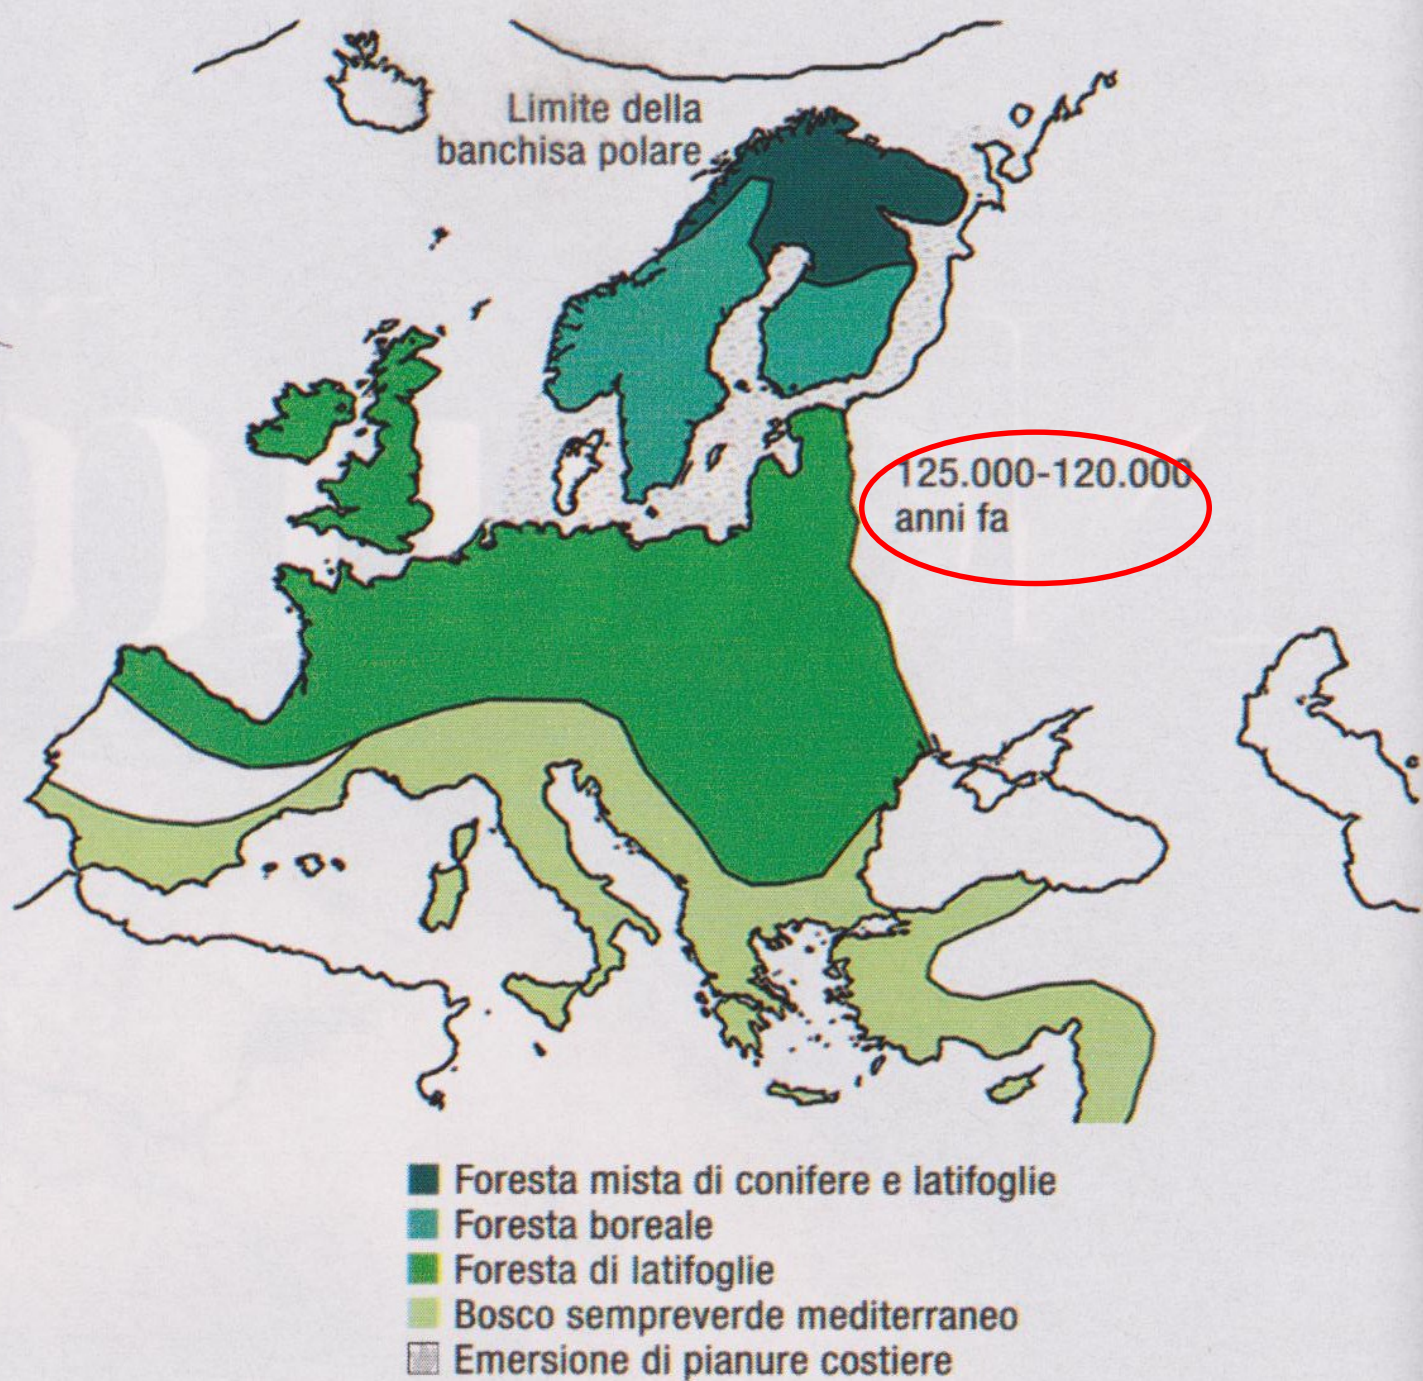 Limite della
banchisa polare
125.000-120.000
anni fa
Foresta mista di conifere e latifoglie
Foresta boreale
Foresta di latifoglie
Bosco sempreverde mediterraneo
Emersione di pianure costiere